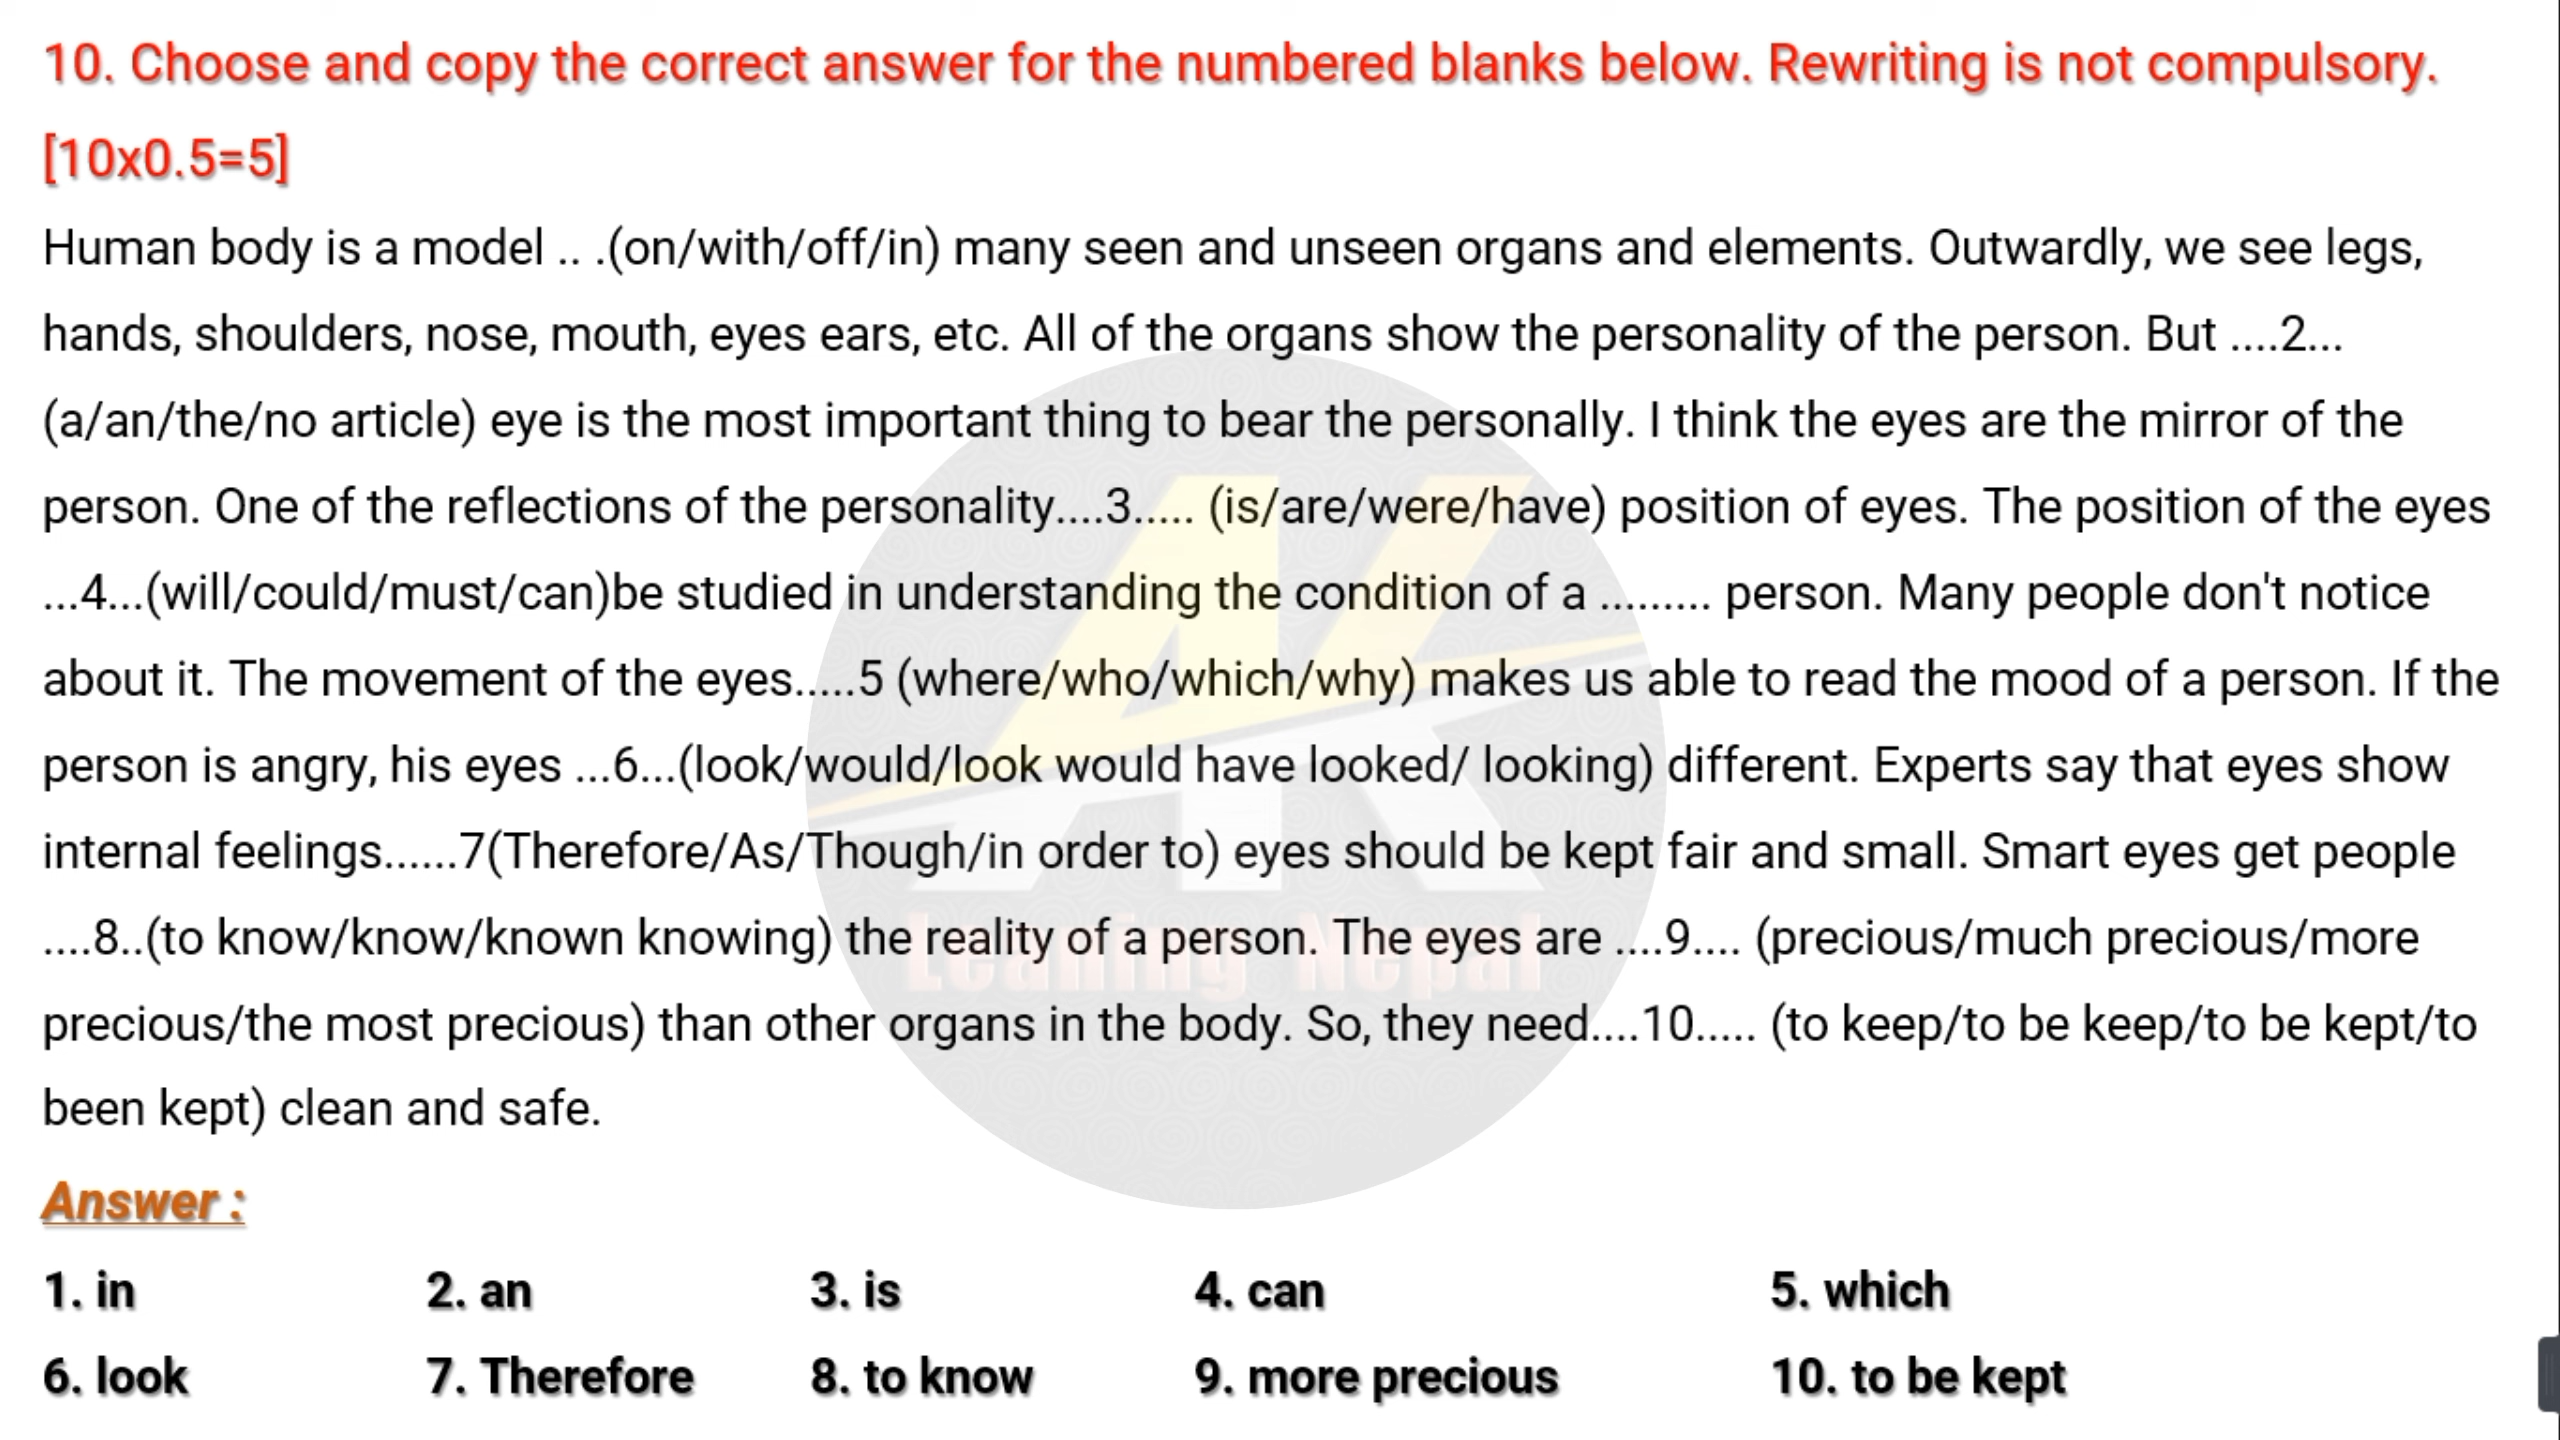 10. Choose and copy the correct answer for the numbered blanks below. Rewriting is not compulsory.
[10x0.5=5]
Human body is a model .. .(on/with/off/in) many seen and unseen organs and elements. Outwardly, we see legs,
hands, shoulders, nose, mouth, eyes ears, etc. All of the organs show the personality of the person. But ....2...
(a/an/the/no article) eye is the most important thing to bear the personally. I think the eyes are the mirror of the
person. One of the reflections of the personality....3..... (is/are/were/have) position of eyes. The position of the eyes
...4...(will/could/must/can)be studied in understanding the condition of a ......... person. Many people don't notice
about it. The movement of the eyes.....5 (where/who/which/why) makes us able to read the mood of a person. If the
person is angry, his eyes ...6...(look/would/look would have looked/ looking) different. Experts say that eyes show
internal feelings......7(Therefore/As/Though/in order to) eyes should be kept fair and small. Smart eyes get people
....8..(to know/know/known knowing) the reality of a person. The eyes are ....9.... (precious/much precious/more
precious/the most precious) than other organs in the body. So, they need....10..... (to keep/to be keep/to be kept/to
been kept) clean and safe.
Answer :
1. in 2. an 3. is 4. can 5. which
6. look 7. Therefore 8. to know 9. more precious 10. to be kept
AK
Learning Nepal